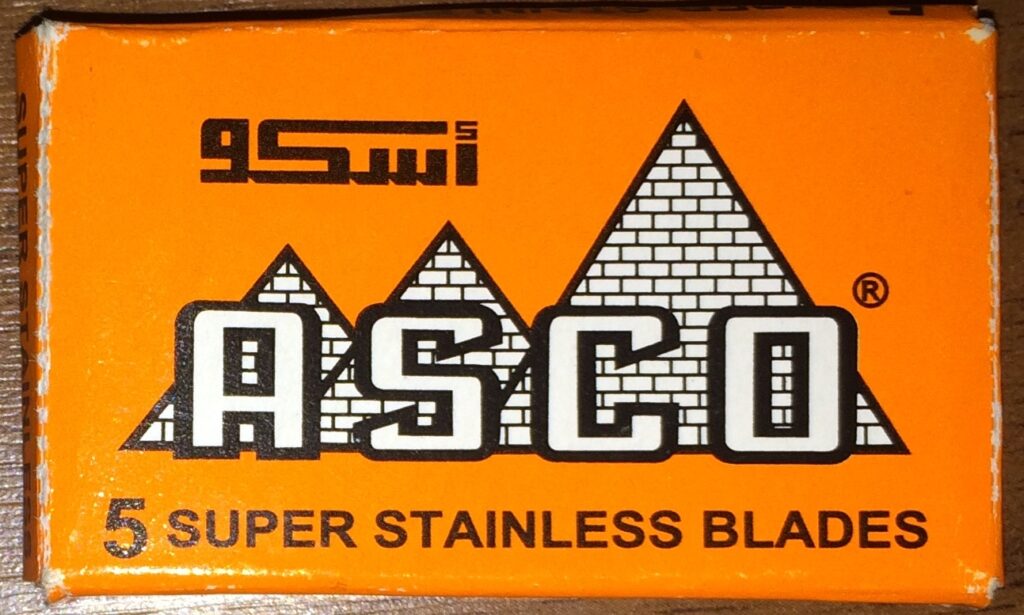 أسكو
ASCO ®
5 SUPER STAINLESS BLADES